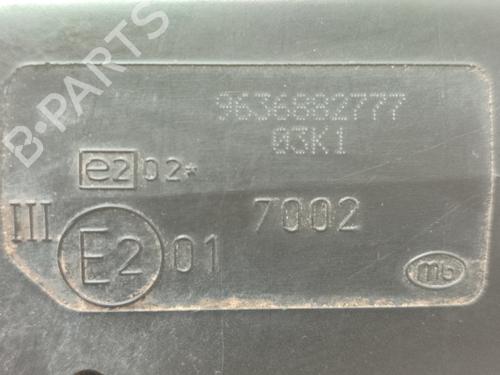 B-PARTS
9636882777
03K1
e2 02*
III E2 01 7002
mb